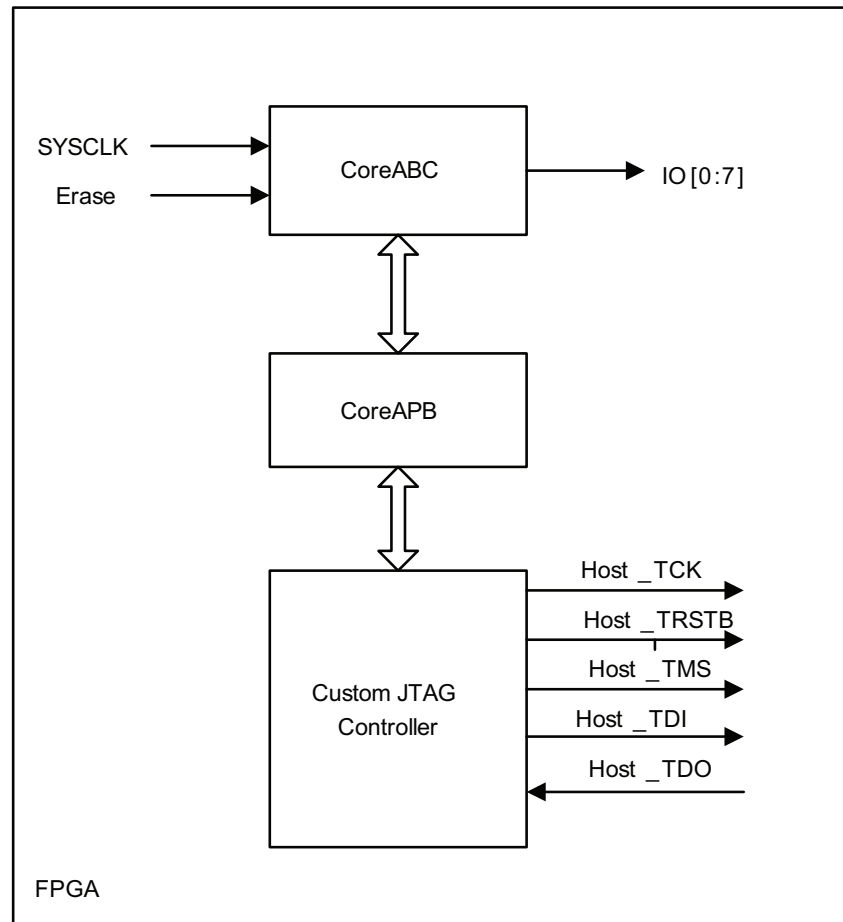 SYSCLK
Erase
CoreABC
IO [0:7]
CoreAPB
Custom JTAG
Controller
Host _TCK
Host _TRSTB
Host _TMS
Host _TDI
Host _TDO
FPGA